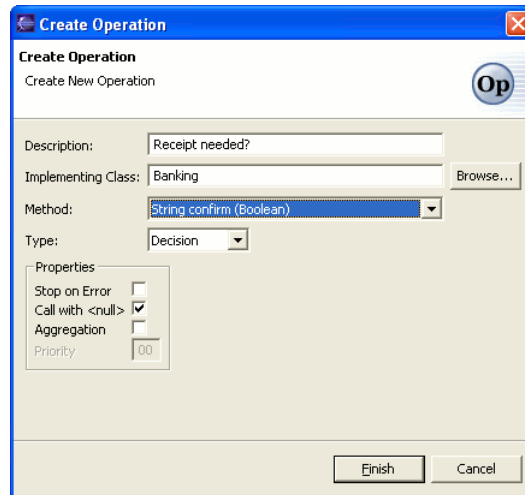 Create Operation
Create Operation
Create New Operation
Op
Description: Receipt needed?
Implementing Class: Banking Browse...
Method: String confirm (Boolean)
Type: Decision
Properties
Stop on Error
Call with <null>
Aggregation
Priority 00
Finish Cancel